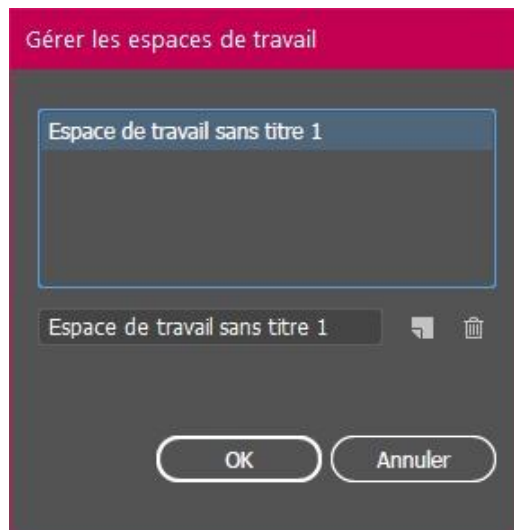 Gérer les espaces de travail
Espace de travail sans titre 1
Espace de travail sans titre 1
OK
Annuler